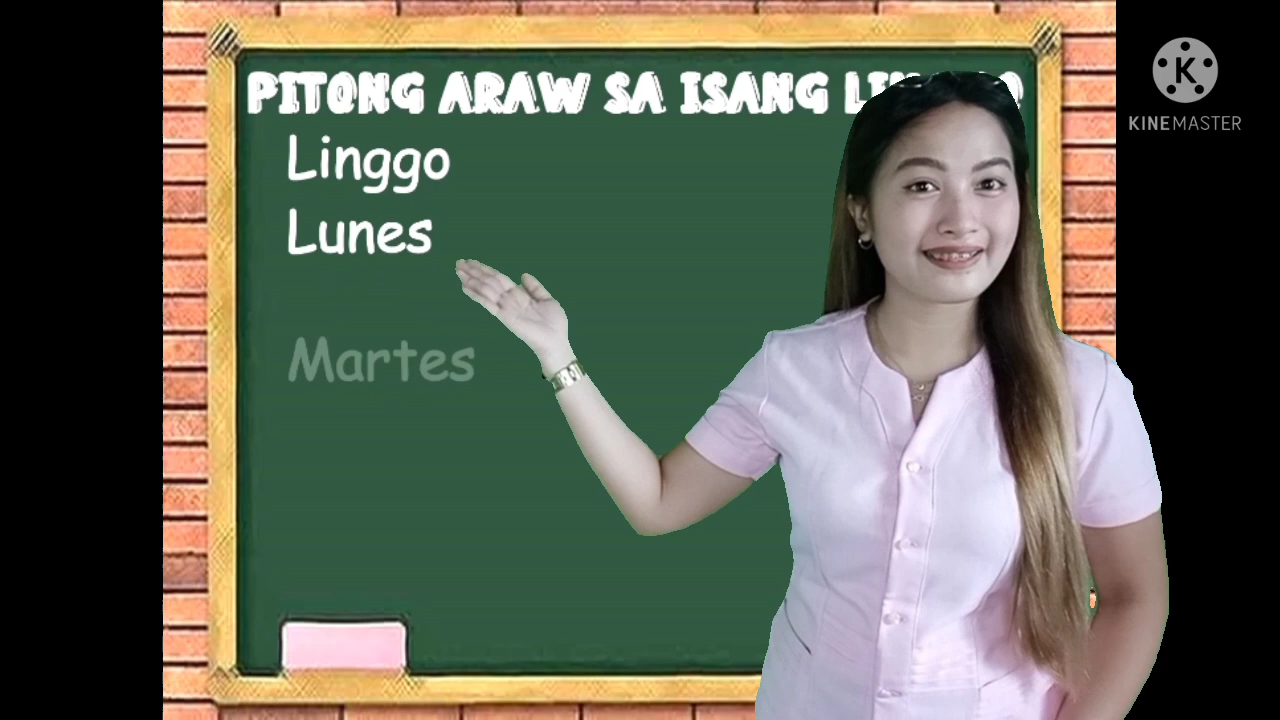 PITONG ARAW SA ISANG
Linggo
Lunes
Martes
K
KINEMASTER